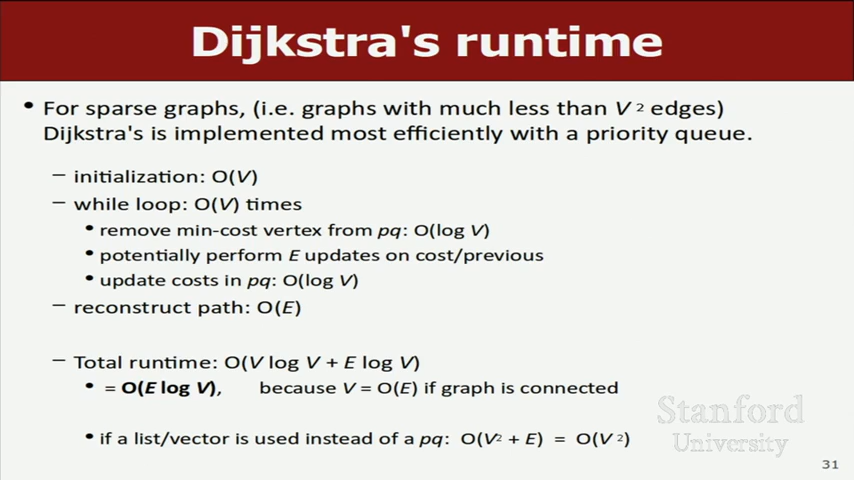 Dijkstra's runtime
• For sparse graphs, (i.e. graphs with much less than V² edges)
Dijkstra's is implemented most efficiently with a priority queue.
– initialization: O(V)
– while loop: O(V) times
• remove min-cost vertex from pq: O(log V)
• potentially perform E updates on cost/previous
• update costs in pq: O(log V)
– reconstruct path: O(E)
– Total runtime: O(V log V + E log V)
• = O(E log V), because V = O(E) if graph is connected
• if a list/vector is used instead of a pq: O(V² + E) = O(V²)
Stanford
University
31